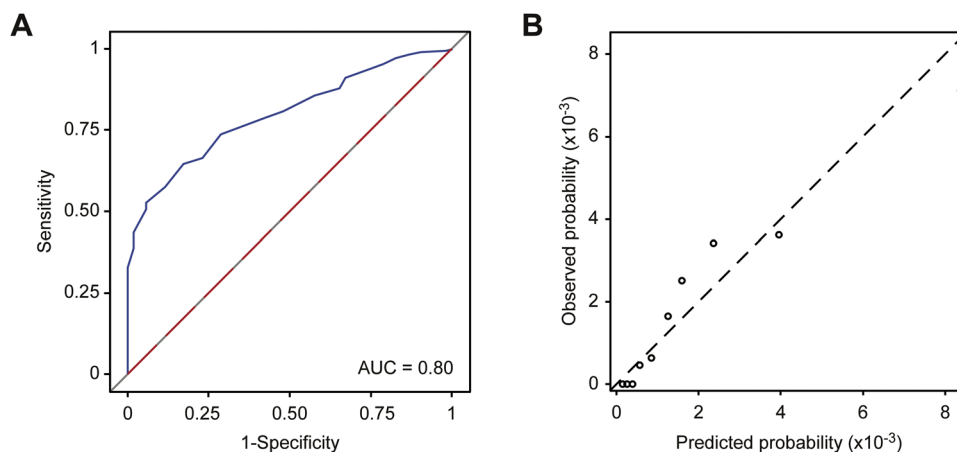 A
1
0.75
0.50
0.25
0
Sensitivity
AUC = 0.80
0 0.25 0.50 0.75 1
1-Specificity
B
8
6
4
2
0
Observed probability (x10⁻³)
0 2 4 6 8
Predicted probability (x10⁻³)